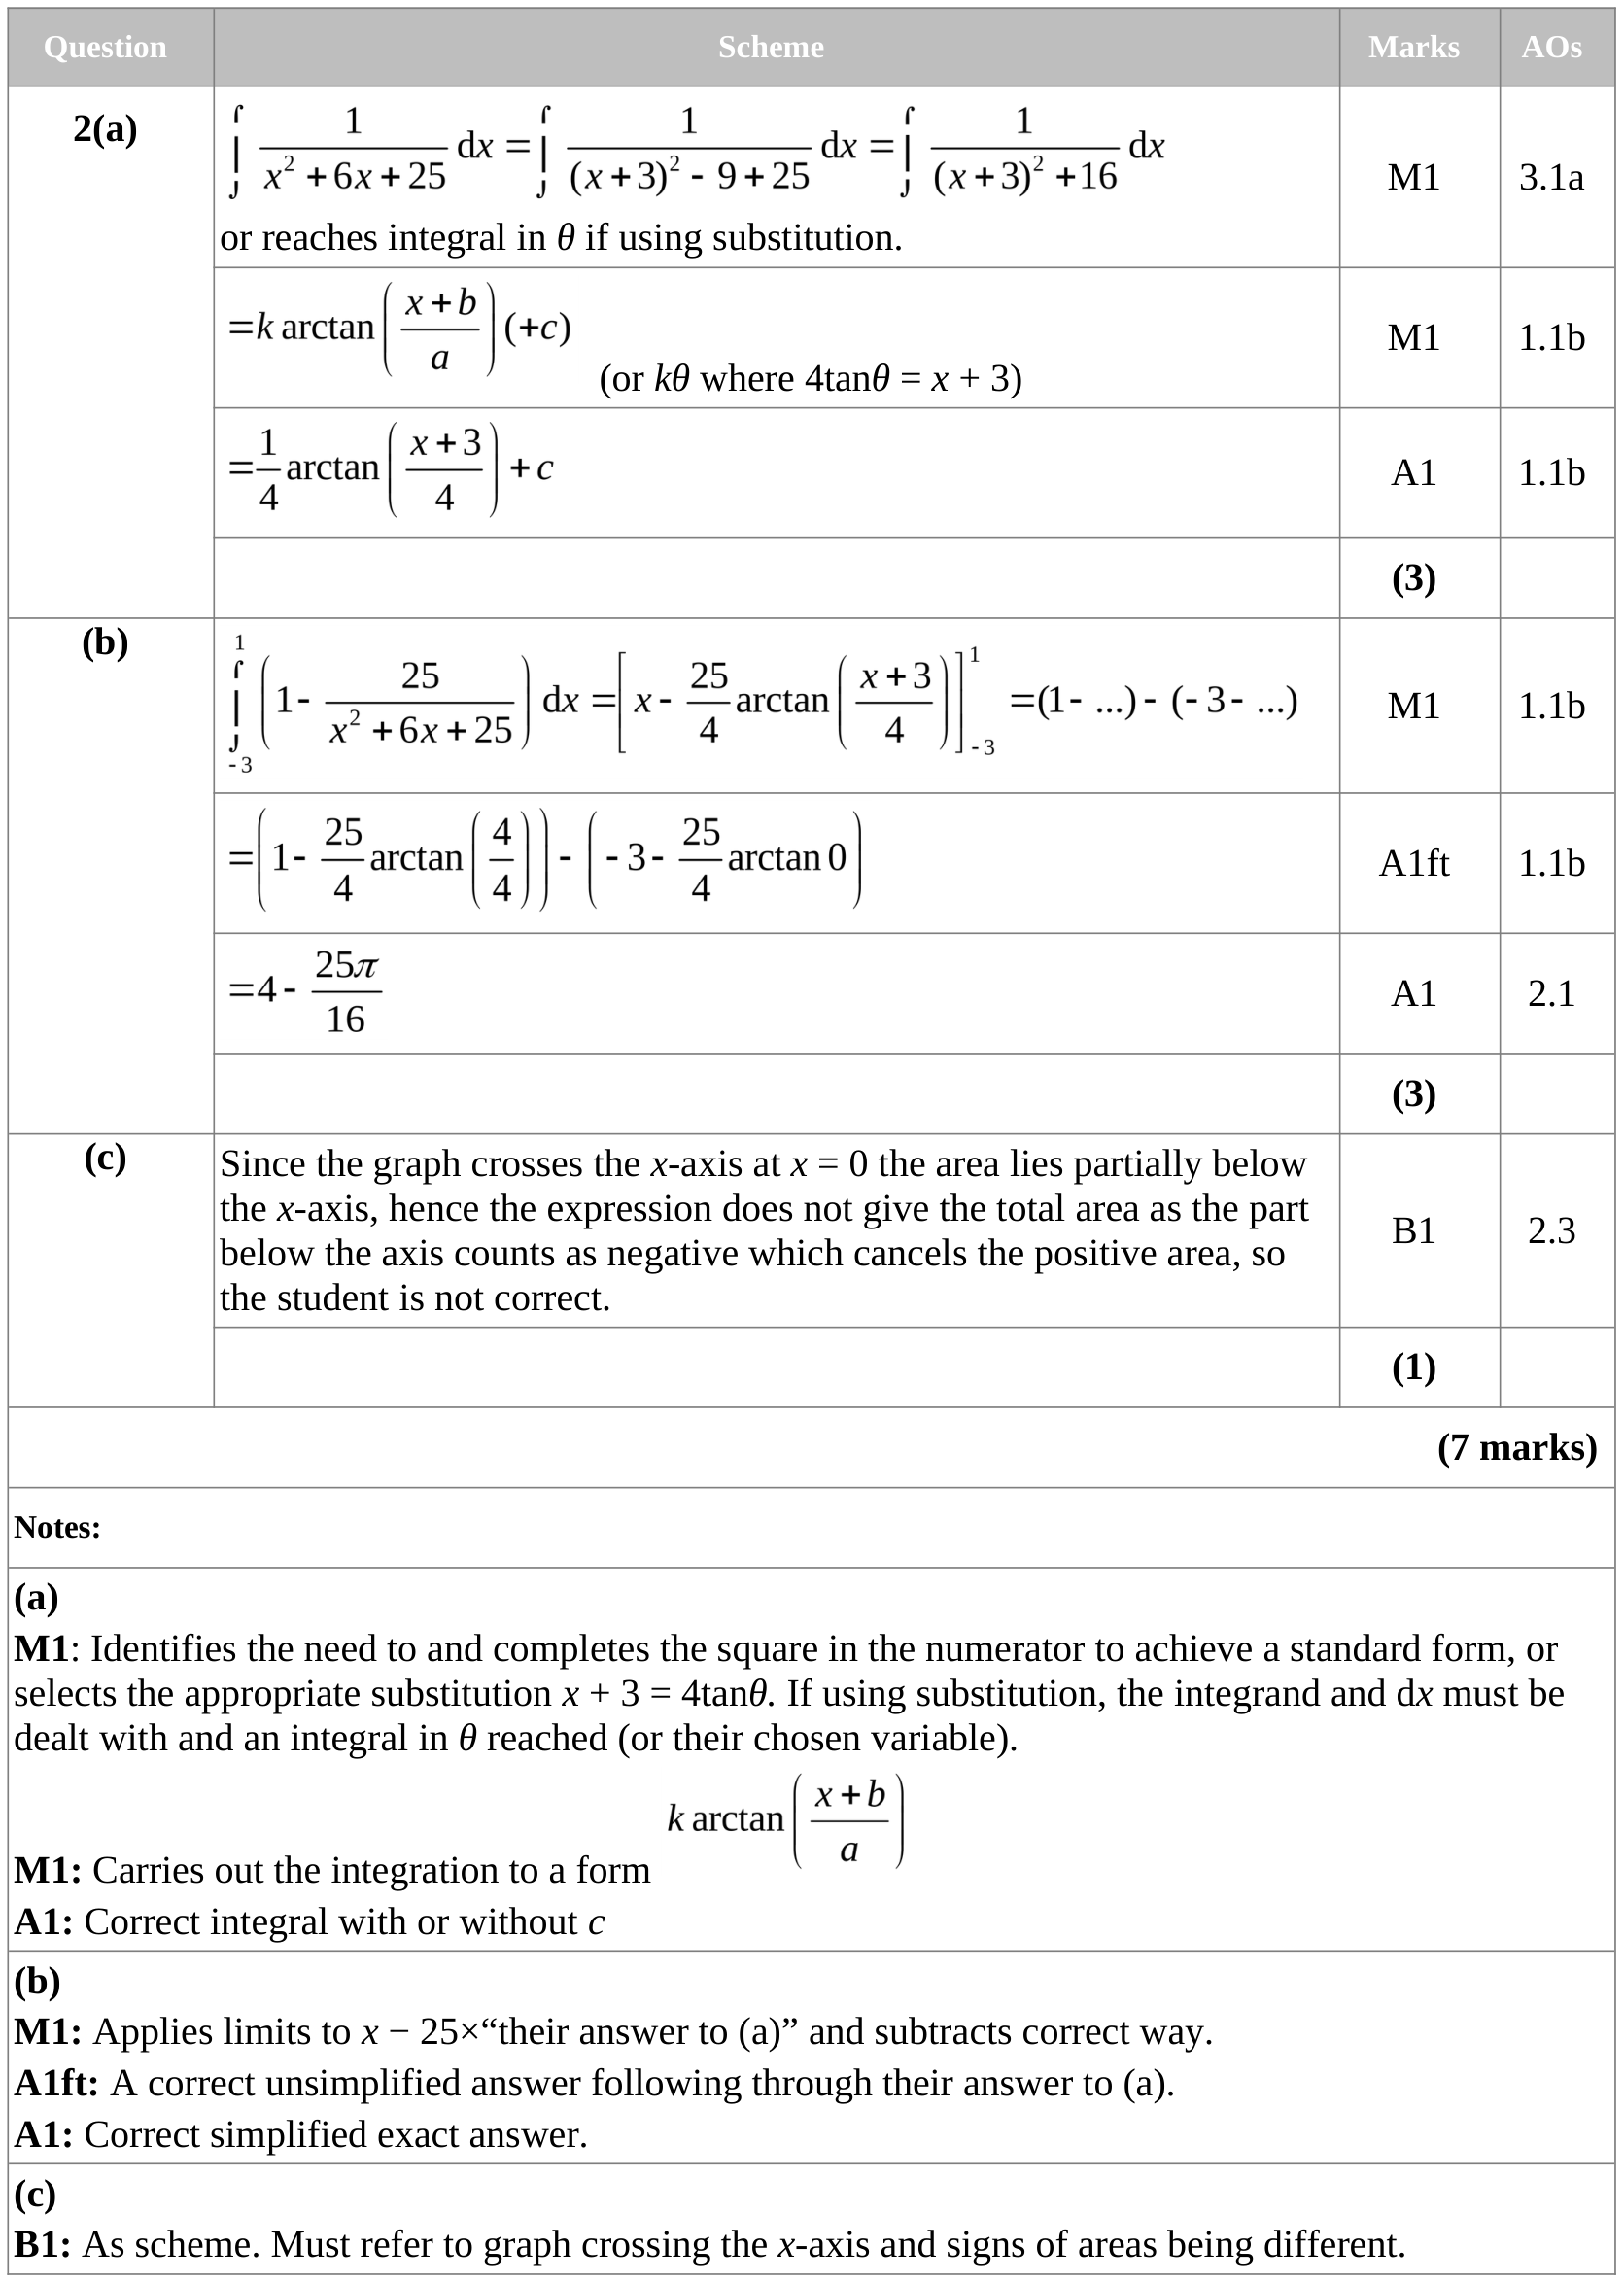 Question Scheme Marks AOs
2(a) ∫ 1/(x² + 6x + 25) dx = ∫ 1/((x + 3)² - 9 + 25) dx = ∫ 1/((x + 3)² + 16) dx M1 3.1a
or reaches integral in θ if using substitution.
= k arctan((x + b)/a) (+c) M1 1.1b
(or kθ where 4tanθ = x + 3)
= 1/4 arctan((x + 3)/4) + c A1 1.1b
(3)
(b) ∫₋₃¹ (1 - 25/(x² + 6x + 25)) dx = [x - 25/4 arctan((x + 3)/4)]₋₃¹ = (1 - ...) - (- 3 - ...) M1 1.1b
= (1 - 25/4 arctan(4/4)) - (- 3 - 25/4 arctan 0) A1ft 1.1b
= 4 - 25π/16 A1 2.1
(3)
(c) Since the graph crosses the x-axis at x = 0 the area lies partially below
the x-axis, hence the expression does not give the total area as the part
below the axis counts as negative which cancels the positive area, so
the student is not correct.
B1 2.3
(1)
(7 marks)
Notes:
(a)
M1: Identifies the need to and completes the square in the numerator to achieve a standard form, or
selects the appropriate substitution x + 3 = 4tanθ. If using substitution, the integrand and dx must be
dealt with and an integral in θ reached (or their chosen variable).
M1: Carries out the integration to a form k arctan((x + b)/a)
A1: Correct integral with or without c
(b)
M1: Applies limits to x − 25×“their answer to (a)” and subtracts correct way.
A1ft: A correct unsimplified answer following through their answer to (a).
A1: Correct simplified exact answer.
(c)
B1: As scheme. Must refer to graph crossing the x-axis and signs of areas being different.